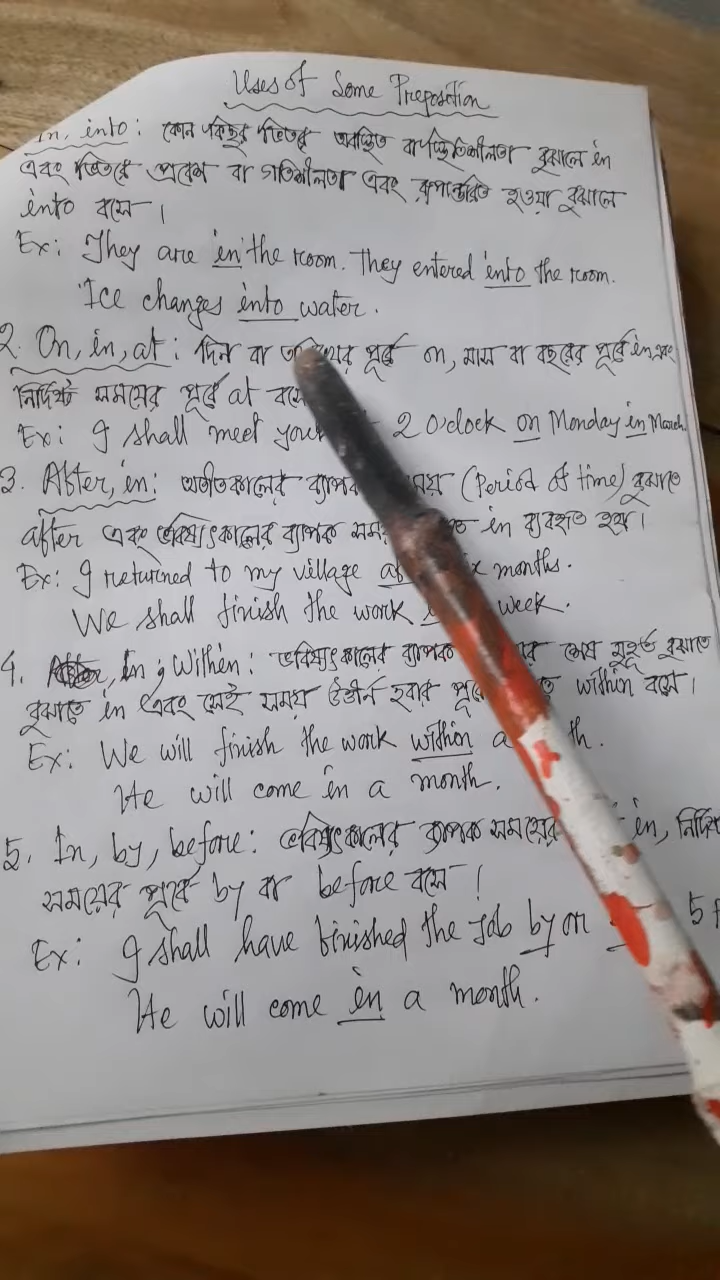 Uses of Some Preposition
In, into: কোন কিছুর ভিতরে অবস্থিত বা স্থিতিশীলতা বুঝালে in
এবং ভিতরে প্রবেশ বা গতিশীলতা এবং রূপান্তরিত হওয়া বুঝালে
into বসে।
Ex: They are in the room. They entered into the room.
Ice changes into water.
2. On, in, at: দিন বা পূর্বে on, মাস বা বছরের পূর্বে in এবং
নির্দিষ্ট সময়ের পূর্বে at বসে
Ex: I shall meet you 2 O'clock on Monday in March.
3. After, in: অতীতকালের ব্যাপক সময় (Period of time) বুঝাতে
after এবং ভবিষ্যৎকালের ব্যাপক সময় in ব্যবহৃত হয়।
Ex: I returned to my village months.
We shall finish the work week.
4. in, Within: ভবিষ্যৎকালের ব্যাপক শেষ মুহূর্ত বুঝাতে
বুঝাতে in এবং সেই সময় উত্তীর্ন হবার within বসে।
Ex: We will finish the work within a
He will come in a month.
5. In, by, before: ভবিষ্যৎকালের ব্যাপক সময়ের in,
সময়ের পূর্বে by বা before বসে।
Ex: I shall have finished the job by or 5
He will come in a month.